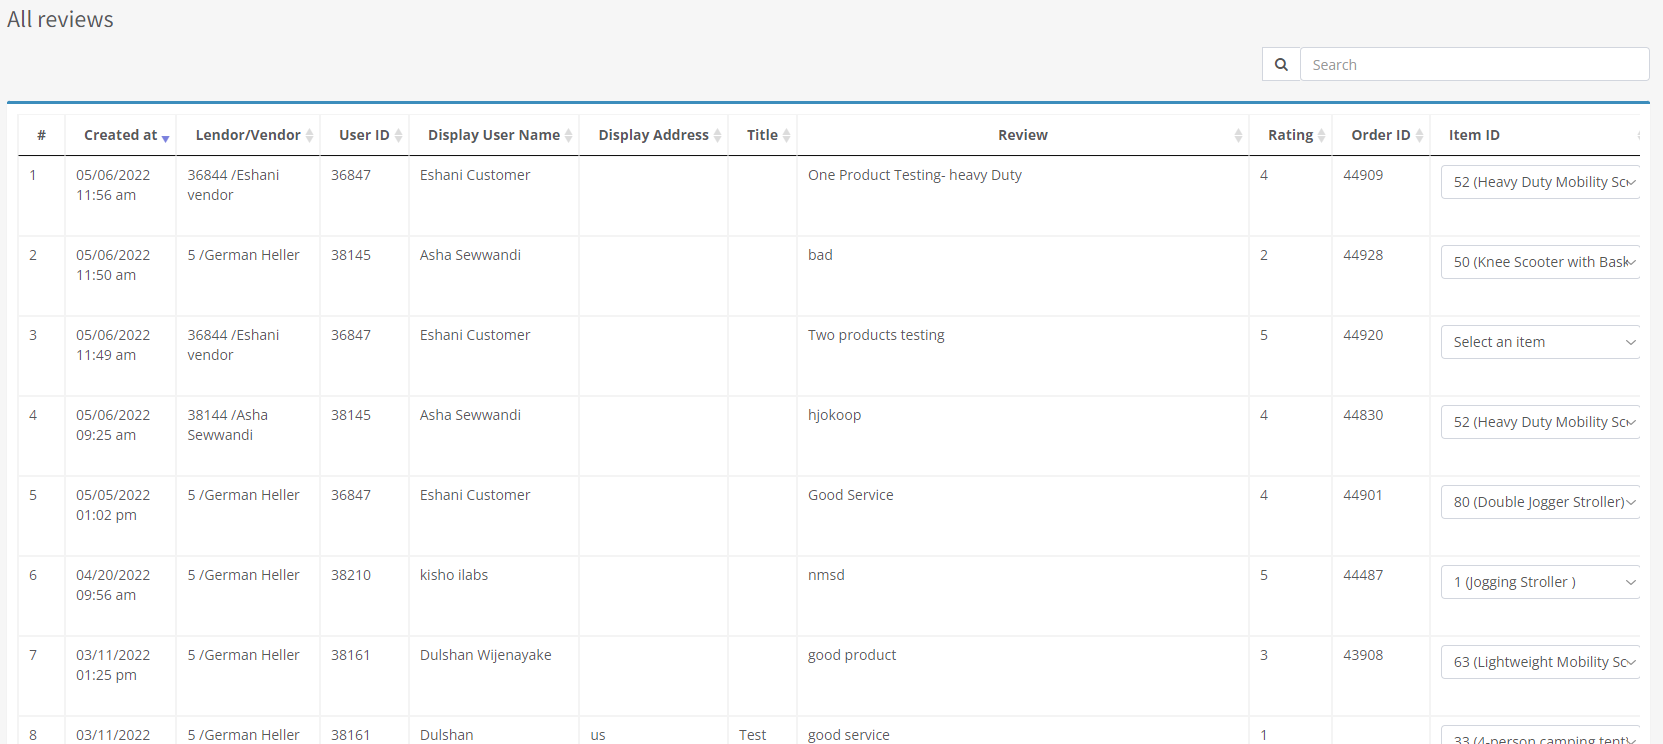 All reviews
Search
# Created at Lendor/Vendor User ID Display User Name Display Address Title Review Rating Order ID Item ID
1 05/06/2022 36844 /Eshani 36847 Eshani Customer One Product Testing- heavy Duty 4 44909 52 (Heavy Duty Mobility
11:56 am vendor
2 05/06/2022 5 /German Heller 38145 Asha Sewwandi bad 2 44928 50 (Knee Scooter with
11:50 am
3 05/06/2022 36844 /Eshani 36847 Eshani Customer Two products testing 5 44920 Select an item
11:49 am vendor
4 05/06/2022 38144 /Asha 38145 Asha Sewwandi hjokoop 4 44830 52 (Heavy Duty Mobility
09:25 am Sewwandi
5 05/05/2022 5 /German Heller 36847 Eshani Customer Good Service 4 44901 80 (Double Jogger Stroller)
01:02 pm
6 04/20/2022 5 /German Heller 38210 kisho ilabs nmsd 5 44487 1 (Jogging Stroller )
09:56 am
7 03/11/2022 5 /German Heller 38161 Dulshan Wijenayake good product 3 43908 63 (Lightweight Mobility
01:25 pm
8 03/11/2022 5 /German Heller 38161 Dulshan us Test good service 1 33 (4-person camping tent)